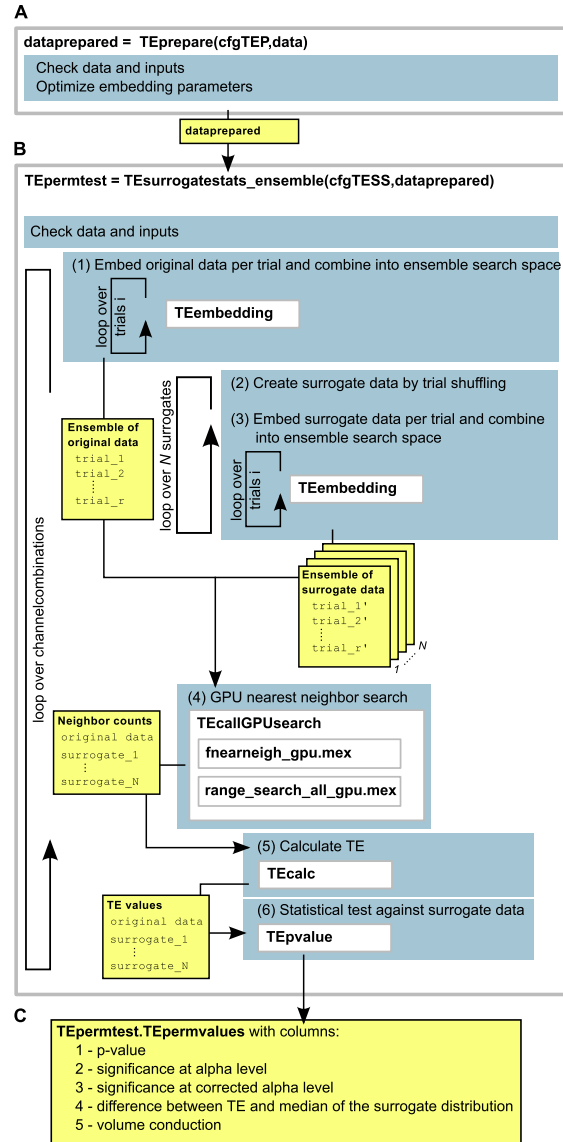 A
dataprepared = TEprepare(cfgTEP,data)
Check data and inputs
Optimize embedding parameters
dataprepared
B
TEpermtest = TEsurrogatestats_ensemble(cfgTESS,dataprepared)
Check data and inputs
(1) Embed original data per trial and combine into ensemble search space
loop over
trials i
TEembedding
(2) Create surrogate data by trial shuffling
(3) Embed surrogate data per trial and combine
into ensemble search space
loop over
trials i
TEembedding
loop over N surrogates
Ensemble of
original data
trial_1
trial_2
⋮
trial_r
loop over channelcombinations
Ensemble of
surrogate data
trial_1'
trial_2'
⋮
trial_r'
1 ...... N
(4) GPU nearest neighbor search
TEcallGPUsearch
fnearneigh_gpu.mex
range_search_all_gpu.mex
Neighbor counts
original data
surrogate_1
⋮
surrogate_N
(5) Calculate TE
TEcalc
TE values
original data
surrogate_1
⋮
surrogate_N
(6) Statistical test against surrogate data
TEpvalue
C
TEpermtest.TEpermvalues with columns:
1 - p-value
2 - significance at alpha level
3 - significance at corrected alpha level
4 - difference between TE and median of the surrogate distribution
5 - volume conduction